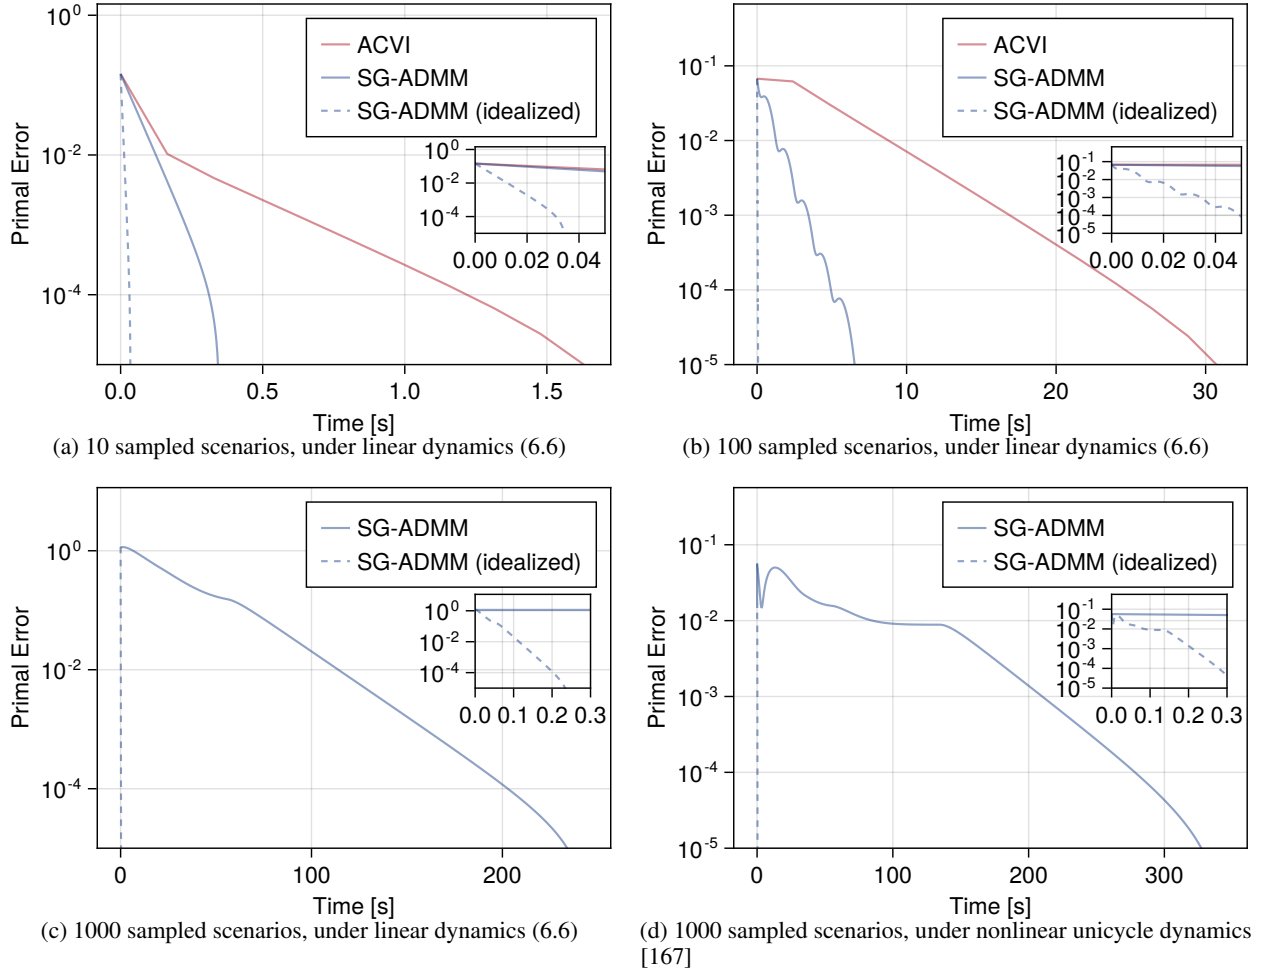 10^0
10^-2
10^-4
Primal Error
ACVI
SG-ADMM
SG-ADMM (idealized)
10^0
10^-2
10^-4
0.00 0.02 0.04
0.0 0.5 1.0 1.5
Time [s]
(a) 10 sampled scenarios, under linear dynamics (6.6)
10^-1
10^-2
10^-3
10^-4
10^-5
Primal Error
ACVI
SG-ADMM
SG-ADMM (idealized)
10^-1
10^-2
10^-3
10^-4
10^-5
0.00 0.02 0.04
0 10 20 30
Time [s]
(b) 100 sampled scenarios, under linear dynamics (6.6)
10^0
10^-2
10^-4
Primal Error
SG-ADMM
SG-ADMM (idealized)
10^0
10^-2
10^-4
0.0 0.1 0.2 0.3
0 100 200
Time [s]
(c) 1000 sampled scenarios, under linear dynamics (6.6)
10^-1
10^-2
10^-3
10^-4
10^-5
Primal Error
SG-ADMM
SG-ADMM (idealized)
10^-1
10^-2
10^-3
10^-4
10^-5
0.0 0.1 0.2 0.3
0 100 200 300
Time [s]
(d) 1000 sampled scenarios, under nonlinear unicycle dynamics
[167]